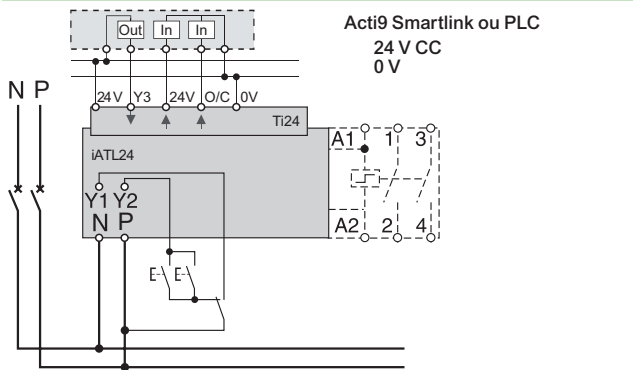 Out In In
Acti9 Smartlink ou PLC
24 V CC
0 V
N P
24V Y3 24V O/C 0V
Ti24
iATL24
A1 1 3
Y1 Y2
N P
A2 2 4
E E